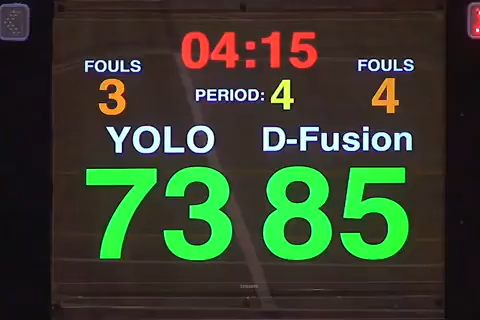 04:15
FOULS
FOULS
3
PERIOD: 4
4
YOLO
D-Fusion
73
85